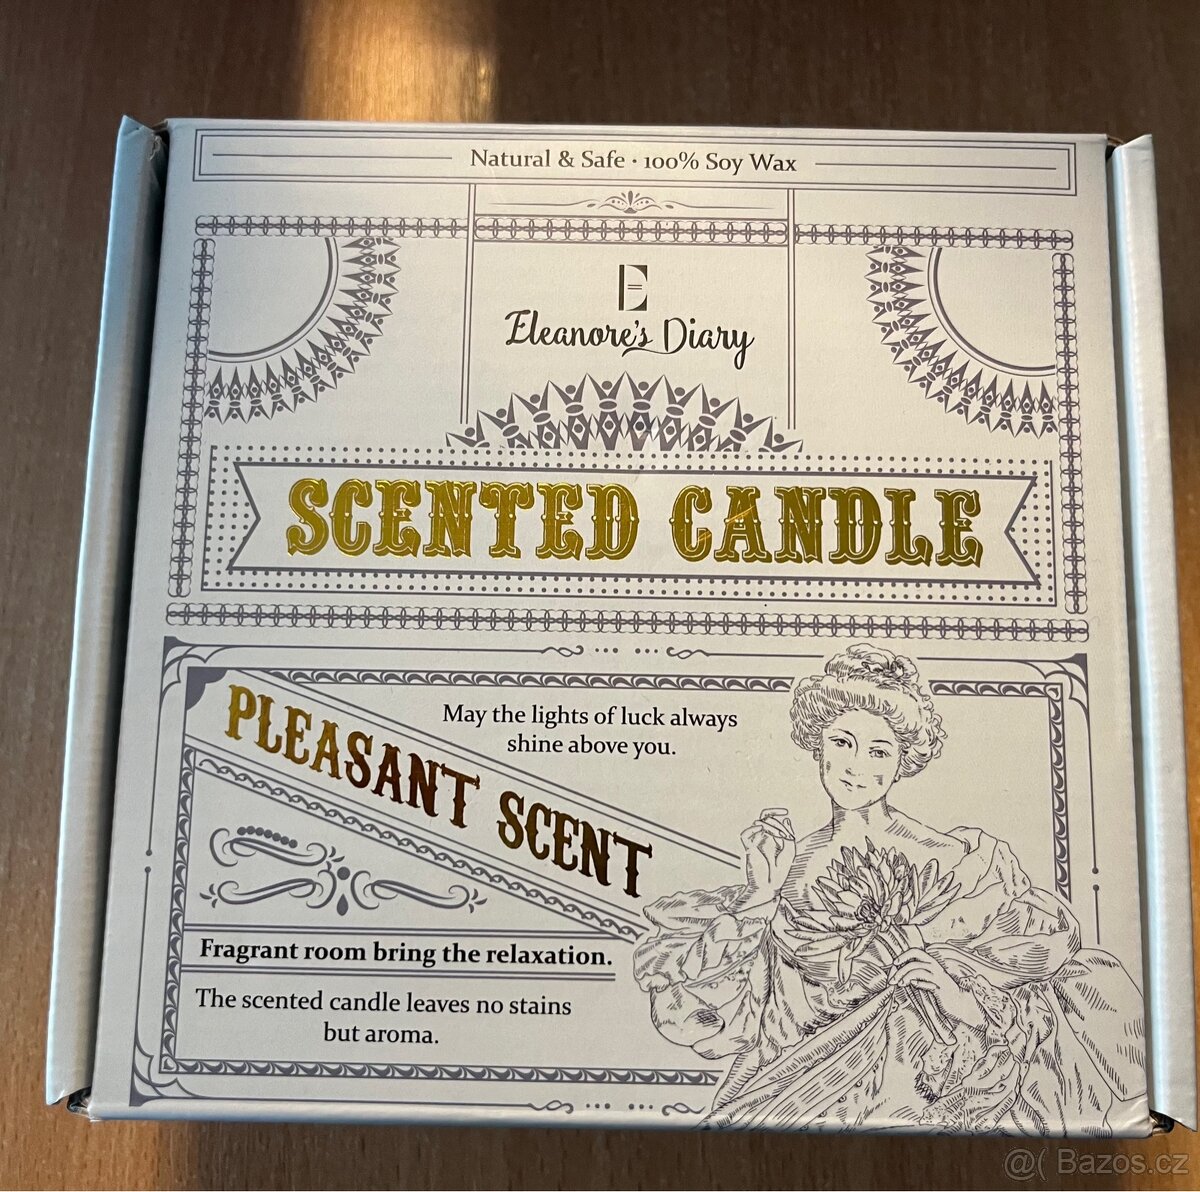 Natural & Safe · 100% Soy Wax
E
Eleanore's Diary
SCENTED CANDLE
PLEASANT SCENT
May the lights of luck always
shine above you.
Fragrant room bring the relaxation.
The scented candle leaves no stains
but aroma.
@( Bazos.cz